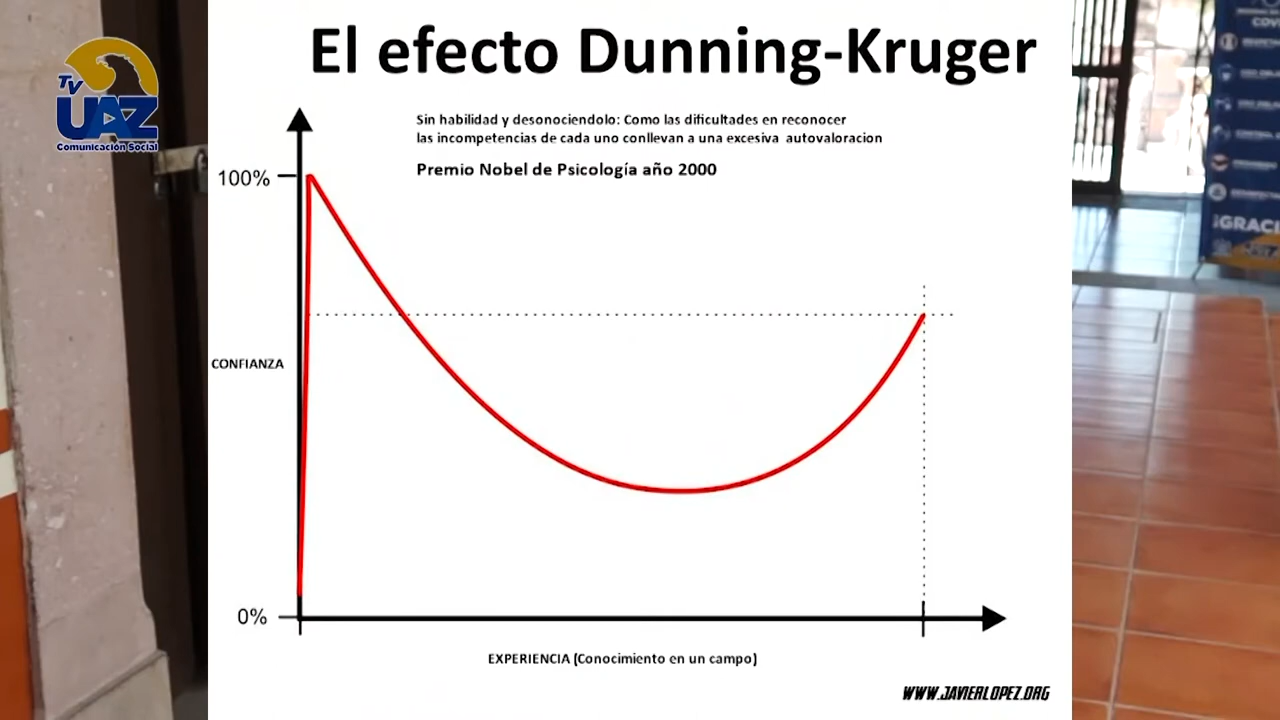 El efecto Dunning-Kruger
Sin habilidad y desonociendolo: Como las dificultades en reconocer
las incompetencias de cada uno conllevan a una excesiva autovaloracion
Premio Nobel de Psicología año 2000
100%
CONFIANZA
0%
EXPERIENCIA (Conocimiento en un campo)
WWW.JAVIERLOPEZ.ORG
Tv
UAZ
Comunicación Social
¡GRACI